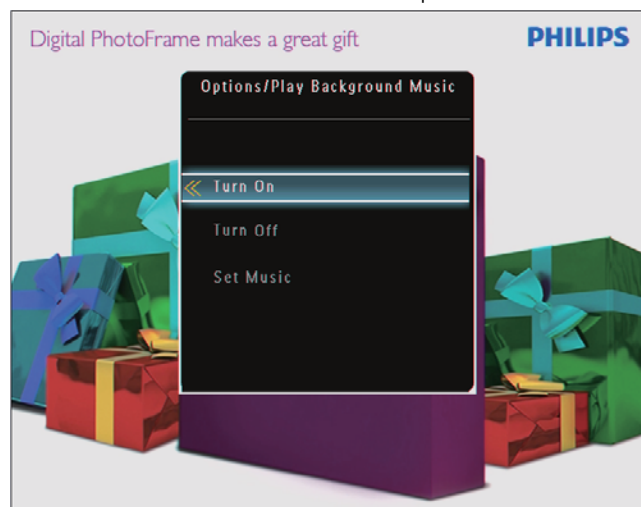 Digital PhotoFrame makes a great gift
PHILIPS
Options/Play Background Music
Turn On
Turn Off
Set Music